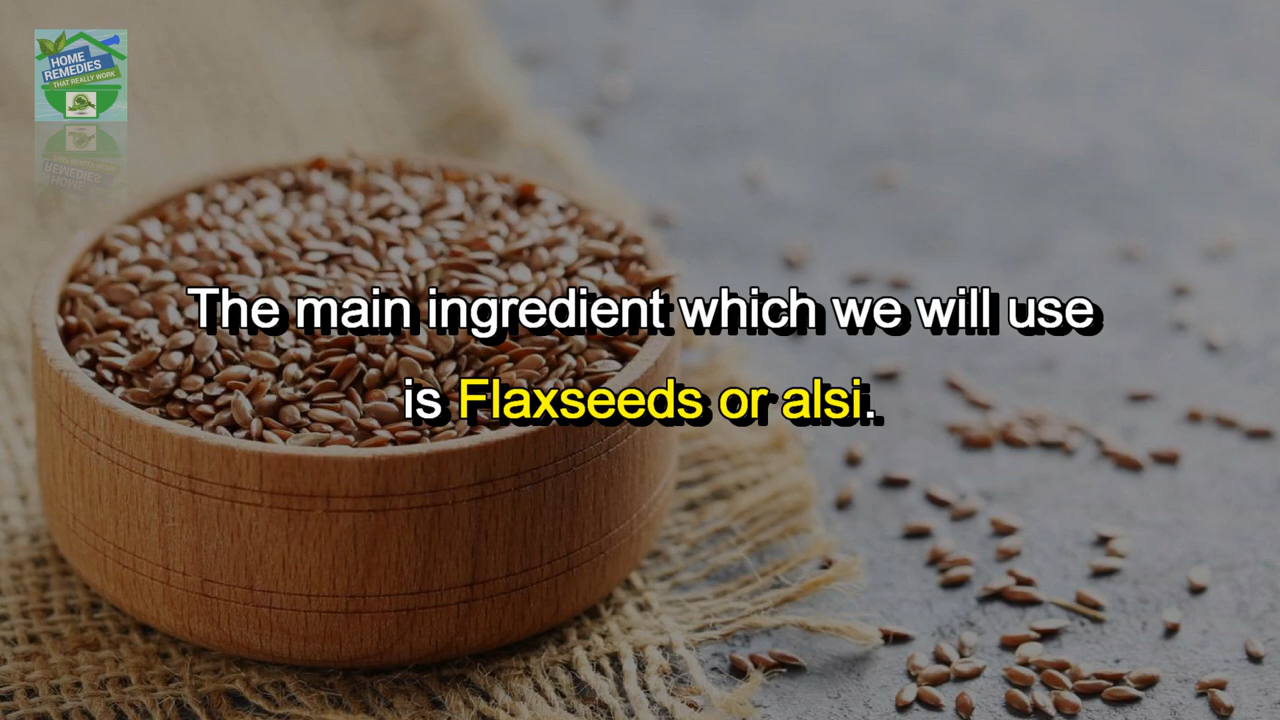 HOME
REMEDIES
THAT REALLY WORK
The main ingredient which we will use
is Flaxseeds or alsi.